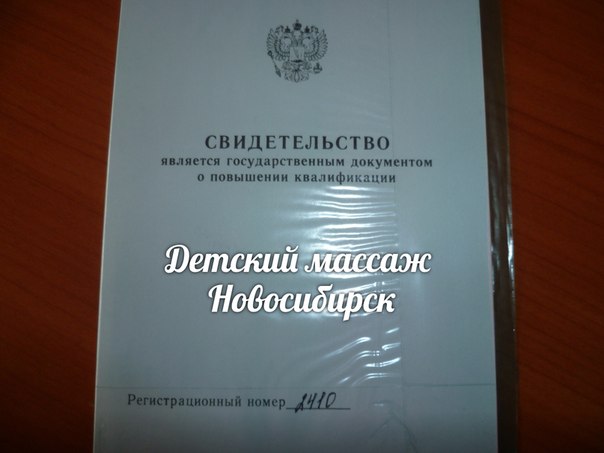 СВИДЕТЕЛЬСТВО
является государственным документом
о повышении квалификации
Детский массаж
Новосибирск
Регистрационный номер 2410